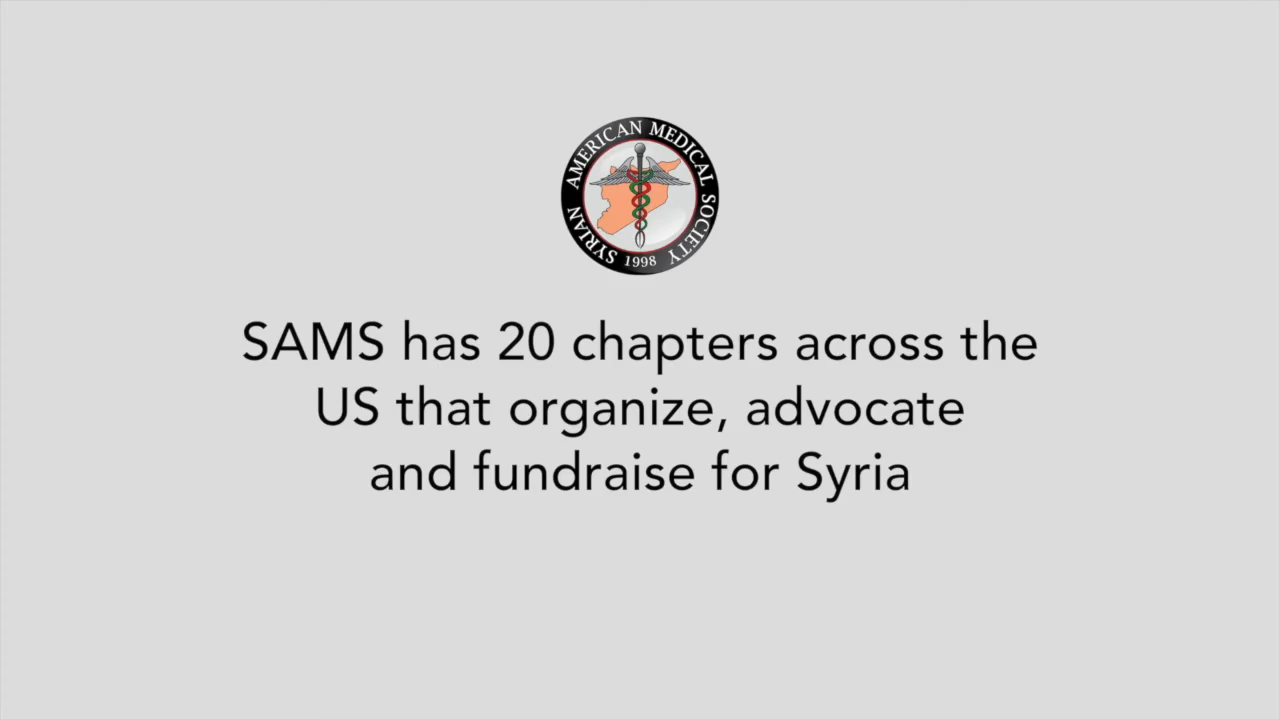 SYRIAN AMERICAN MEDICAL SOCIETY
1998
SAMS has 20 chapters across the
US that organize, advocate
and fundraise for Syria